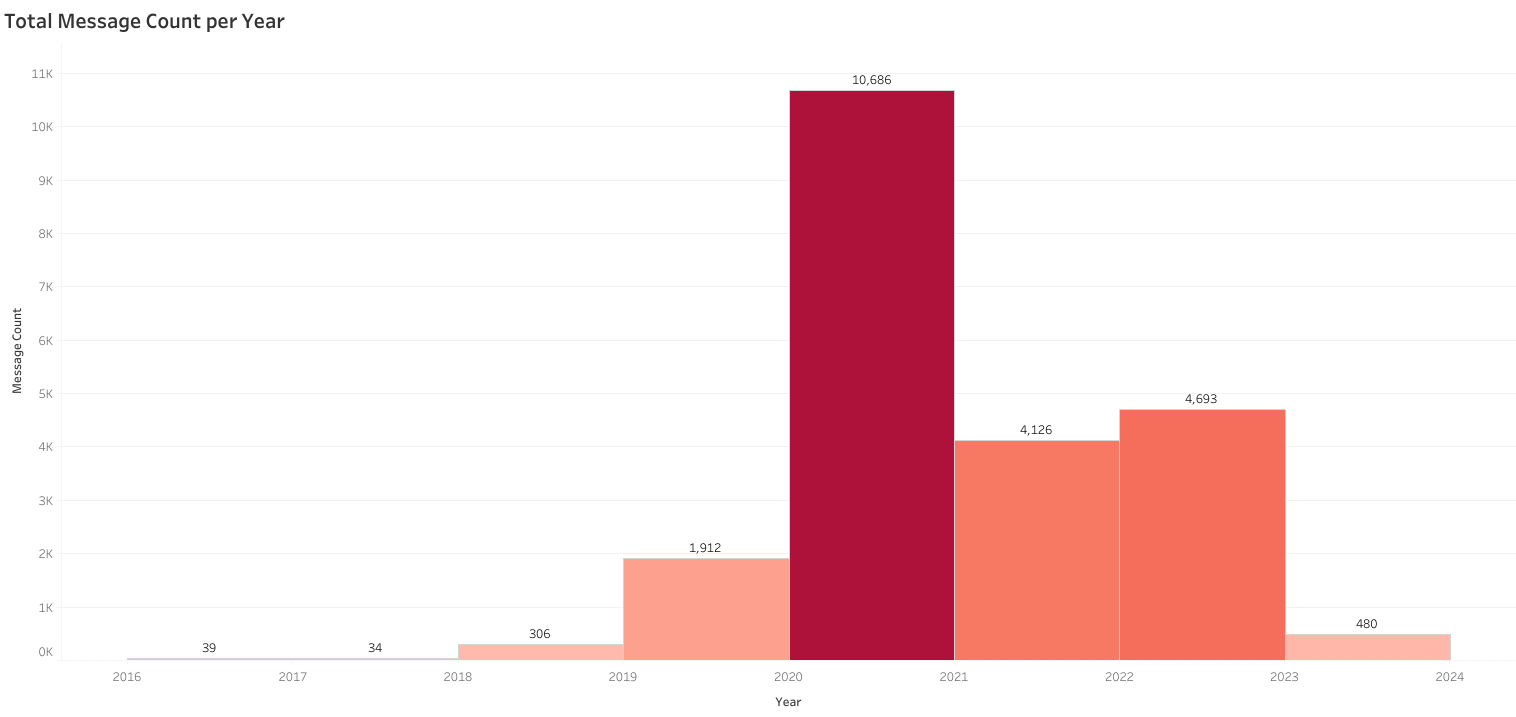 Total Message Count per Year
Message Count
11K
10K
9K
8K
7K
6K
5K
4K
3K
2K
1K
0K
39
34
306
1,912
10,686
4,126
4,693
480
2016 2017 2018 2019 2020 2021 2022 2023 2024
Year